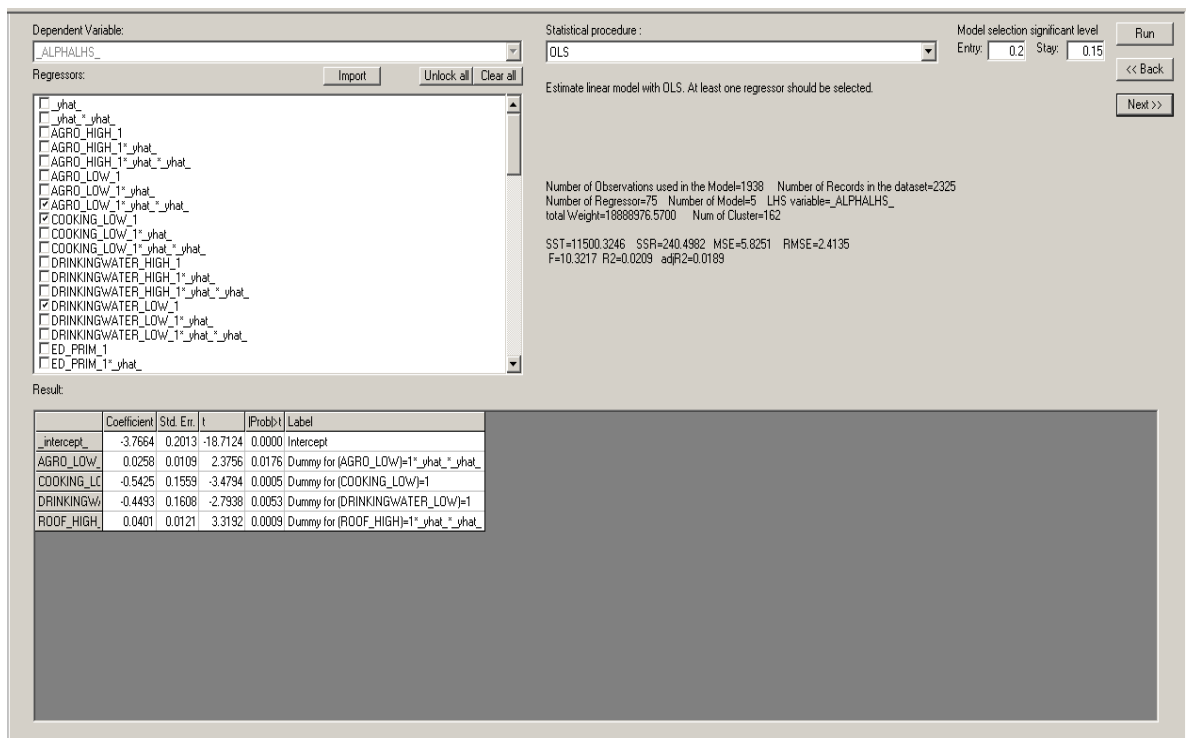 Dependent Variable:
_ALPHALHS_
Regressors:
Import
Unlock all
Clear all
_yhat_
_yhat_*_yhat_
AGRO_HIGH_1
AGRO_HIGH_1*_yhat_
AGRO_HIGH_1*_yhat_*_yhat_
AGRO_LOW_1
AGRO_LOW_1*_yhat_
AGRO_LOW_1*_yhat_*_yhat_
COOKING_LOW_1
COOKING_LOW_1*_yhat_
COOKING_LOW_1*_yhat_*_yhat_
DRINKINGWATER_HIGH_1
DRINKINGWATER_HIGH_1*_yhat_
DRINKINGWATER_HIGH_1*_yhat_*_yhat_
DRINKINGWATER_LOW_1
DRINKINGWATER_LOW_1*_yhat_
DRINKINGWATER_LOW_1*_yhat_*_yhat_
ED_PRIM_1
ED_PRIM_1*_yhat_
Statistical procedure :
OLS
Estimate linear model with OLS. At least one regressor should be selected.
Model selection significant level
Entry: 0.2 Stay: 0.15
Run
<< Back
Next >>
Number of Observations used in the Model=1938 Number of Records in the dataset=2325
Number of Regressor=75 Number of Model=5 LHS variable=_ALPHALHS_
total Weight=18888976.5700 Num of Cluster=162
SST=11500.3246 SSR=240.4982 MSE=5.8251 RMSE=2.4135
F=10.3217 R2=0.0209 adjR2=0.0189
Result:
Coefficient Std. Err. t |Prob|>t Label
_intercept_ -3.7664 0.2013 -18.7124 0.0000 Intercept
AGRO_LOW_ 0.0258 0.0109 2.3756 0.0176 Dummy for (AGRO_LOW)=1*_yhat_*_yhat_
COOKING_LC -0.5425 0.1559 -3.4794 0.0005 Dummy for (COOKING_LOW)=1
DRINKINGW/ -0.4493 0.1608 -2.7938 0.0053 Dummy for (DRINKINGWATER_LOW)=1
ROOF_HIGH_ 0.0401 0.0121 3.3192 0.0009 Dummy for (ROOF_HIGH)=1*_yhat_*_yhat_